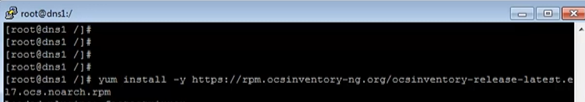 root@dns1:/
[root@dns1 /]#
[root@dns1 /]#
[root@dns1 /]#
[root@dns1 /]#
[root@dns1 /]# yum install -y https://rpm.ocsinventory-ng.org/ocsinventory-release-latest.e
l7.ocs.noarch.rpm